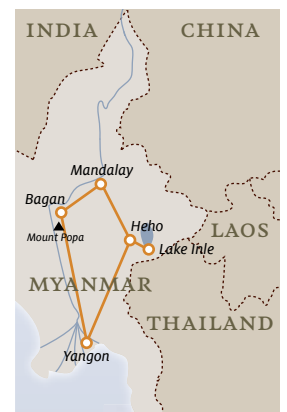 INDIA
CHINA
Mandalay
Bagan
Heho
LAOS
Mount Popa
Lake Inle
MYANMAR
THAILAND
Yangon